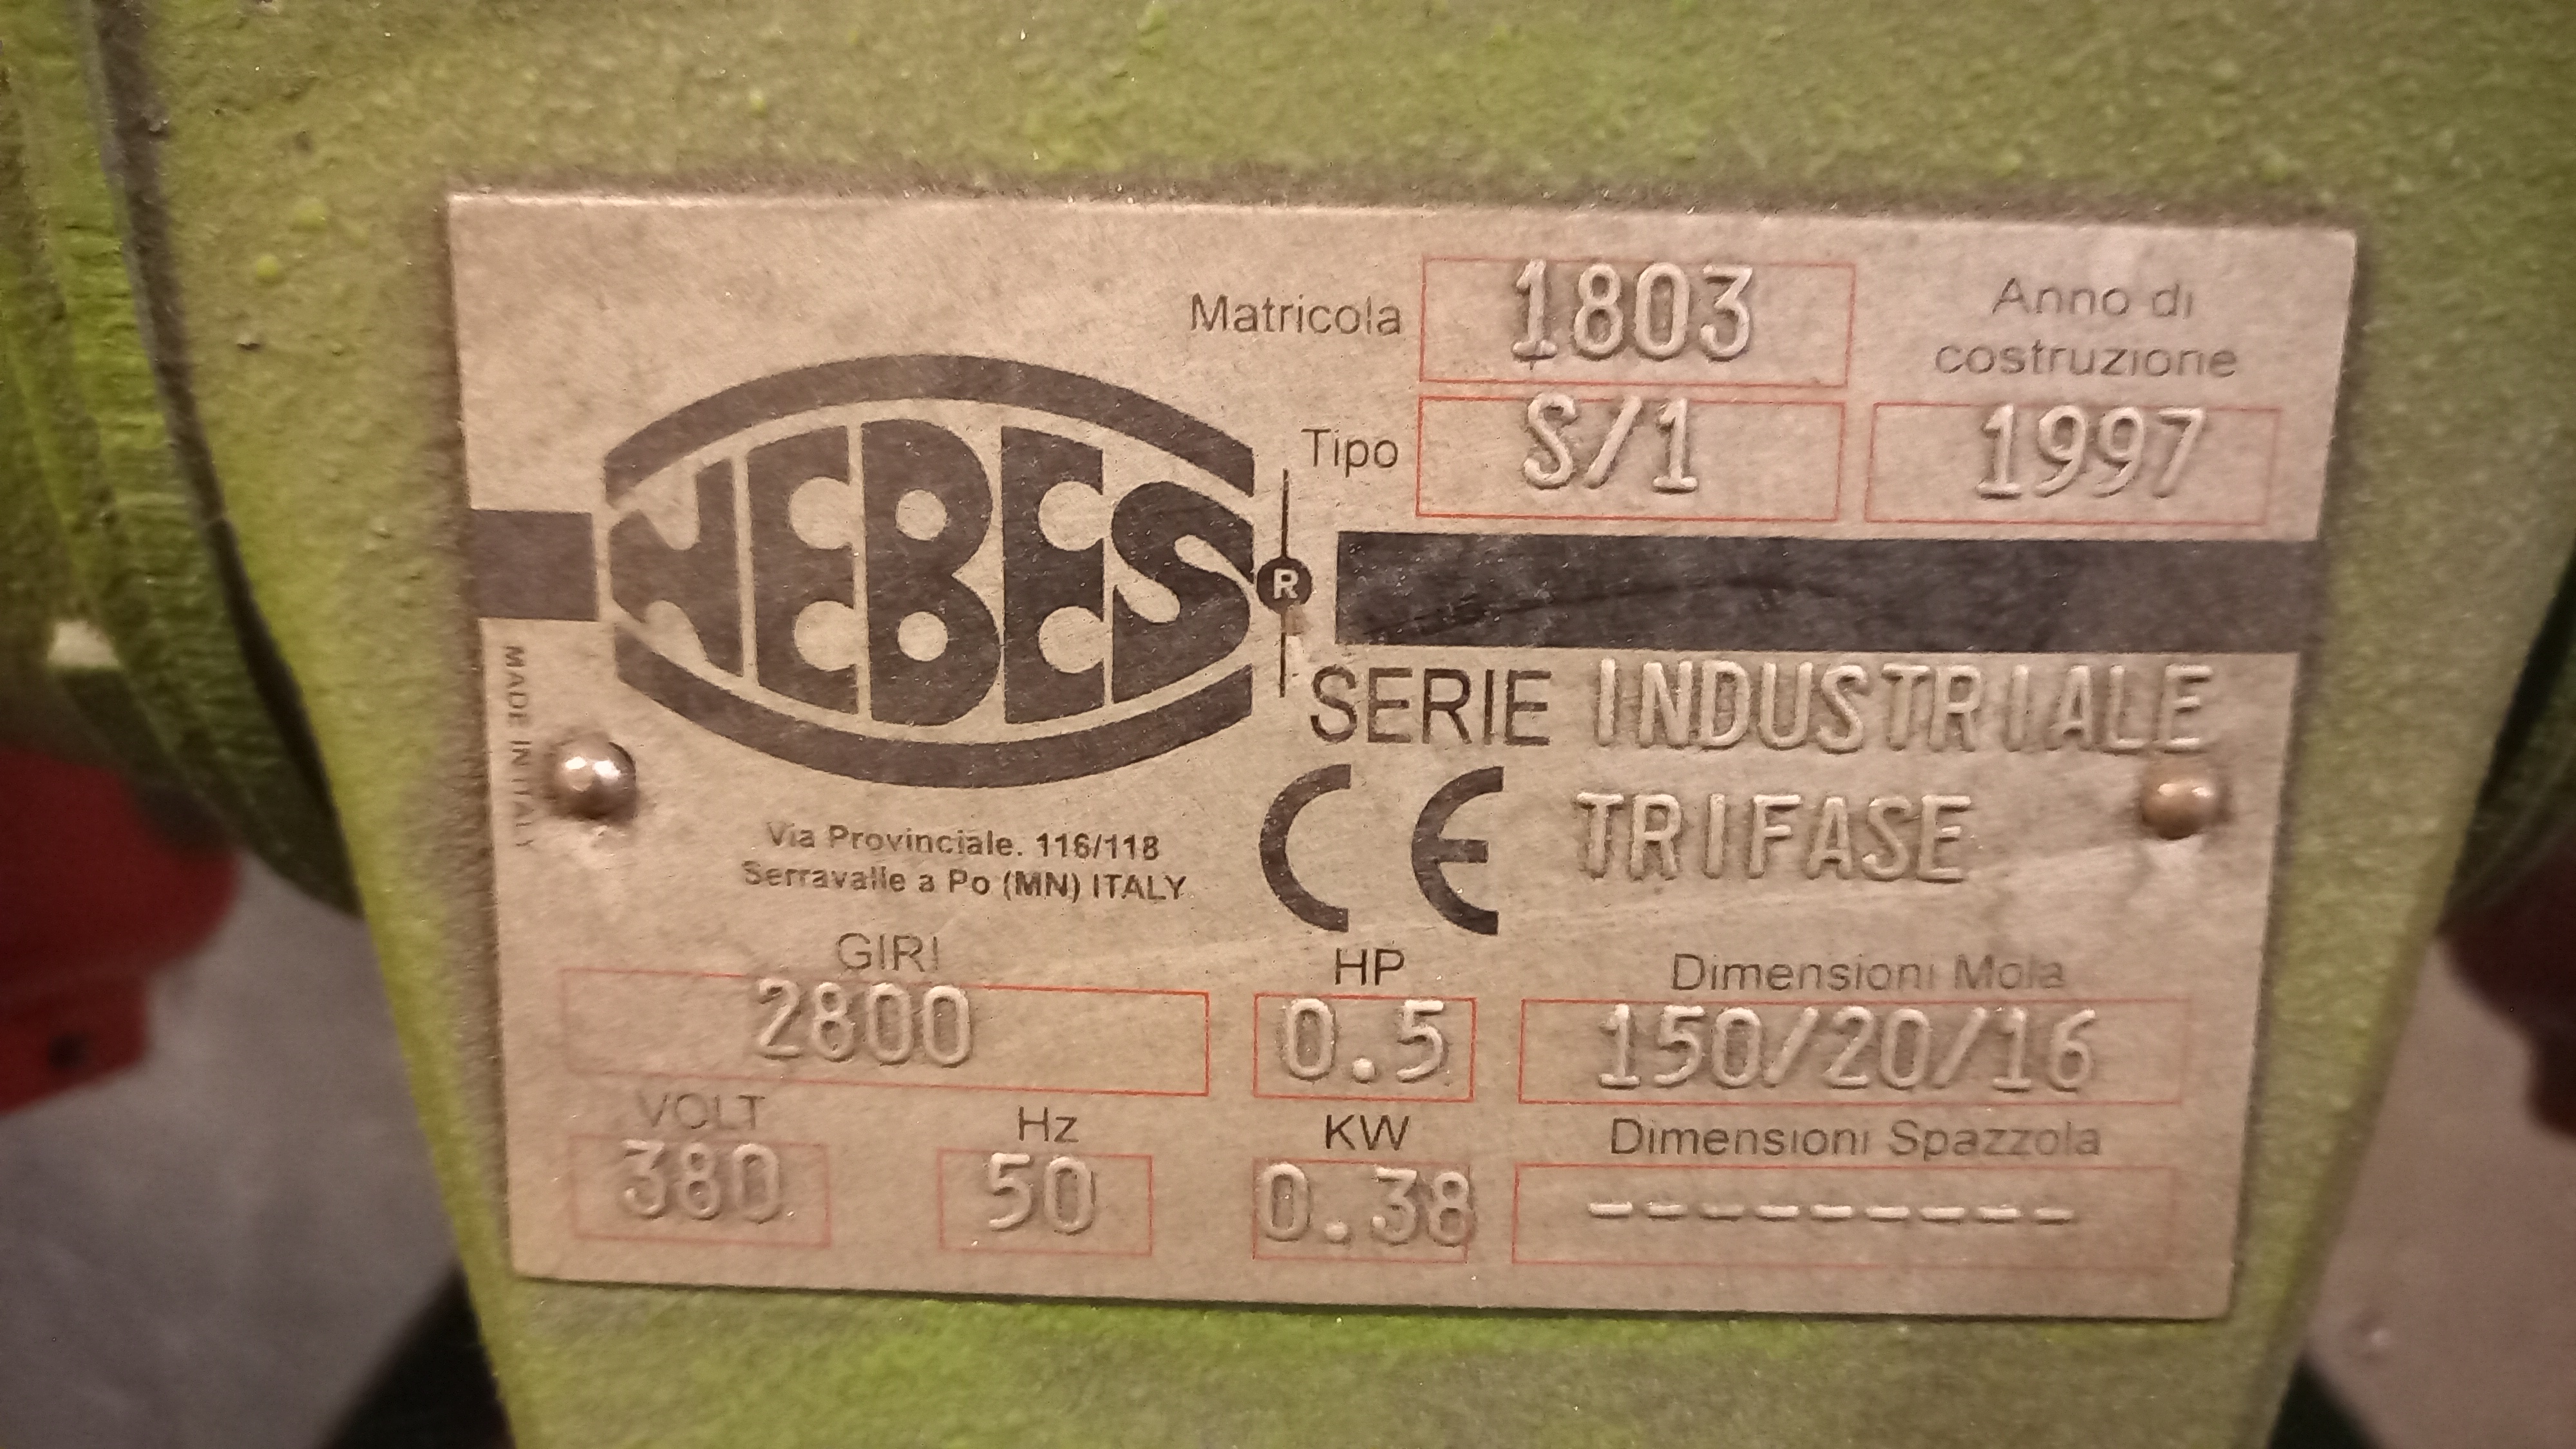 Matricola 1803
Anno di
costruzione
Tipo S/1 1997
NEBES
R
SERIE INDUSTRIALE
MADE IN ITALY
CE TRIFASE
Via Provinciale. 116/118
Serravalle a Po (MN) ITALY
GIRI HP Dimensioni Mola
2800 0.5 150/20/16
VOLT Hz KW Dimensioni Spazzola
380 50 0.38 ---------